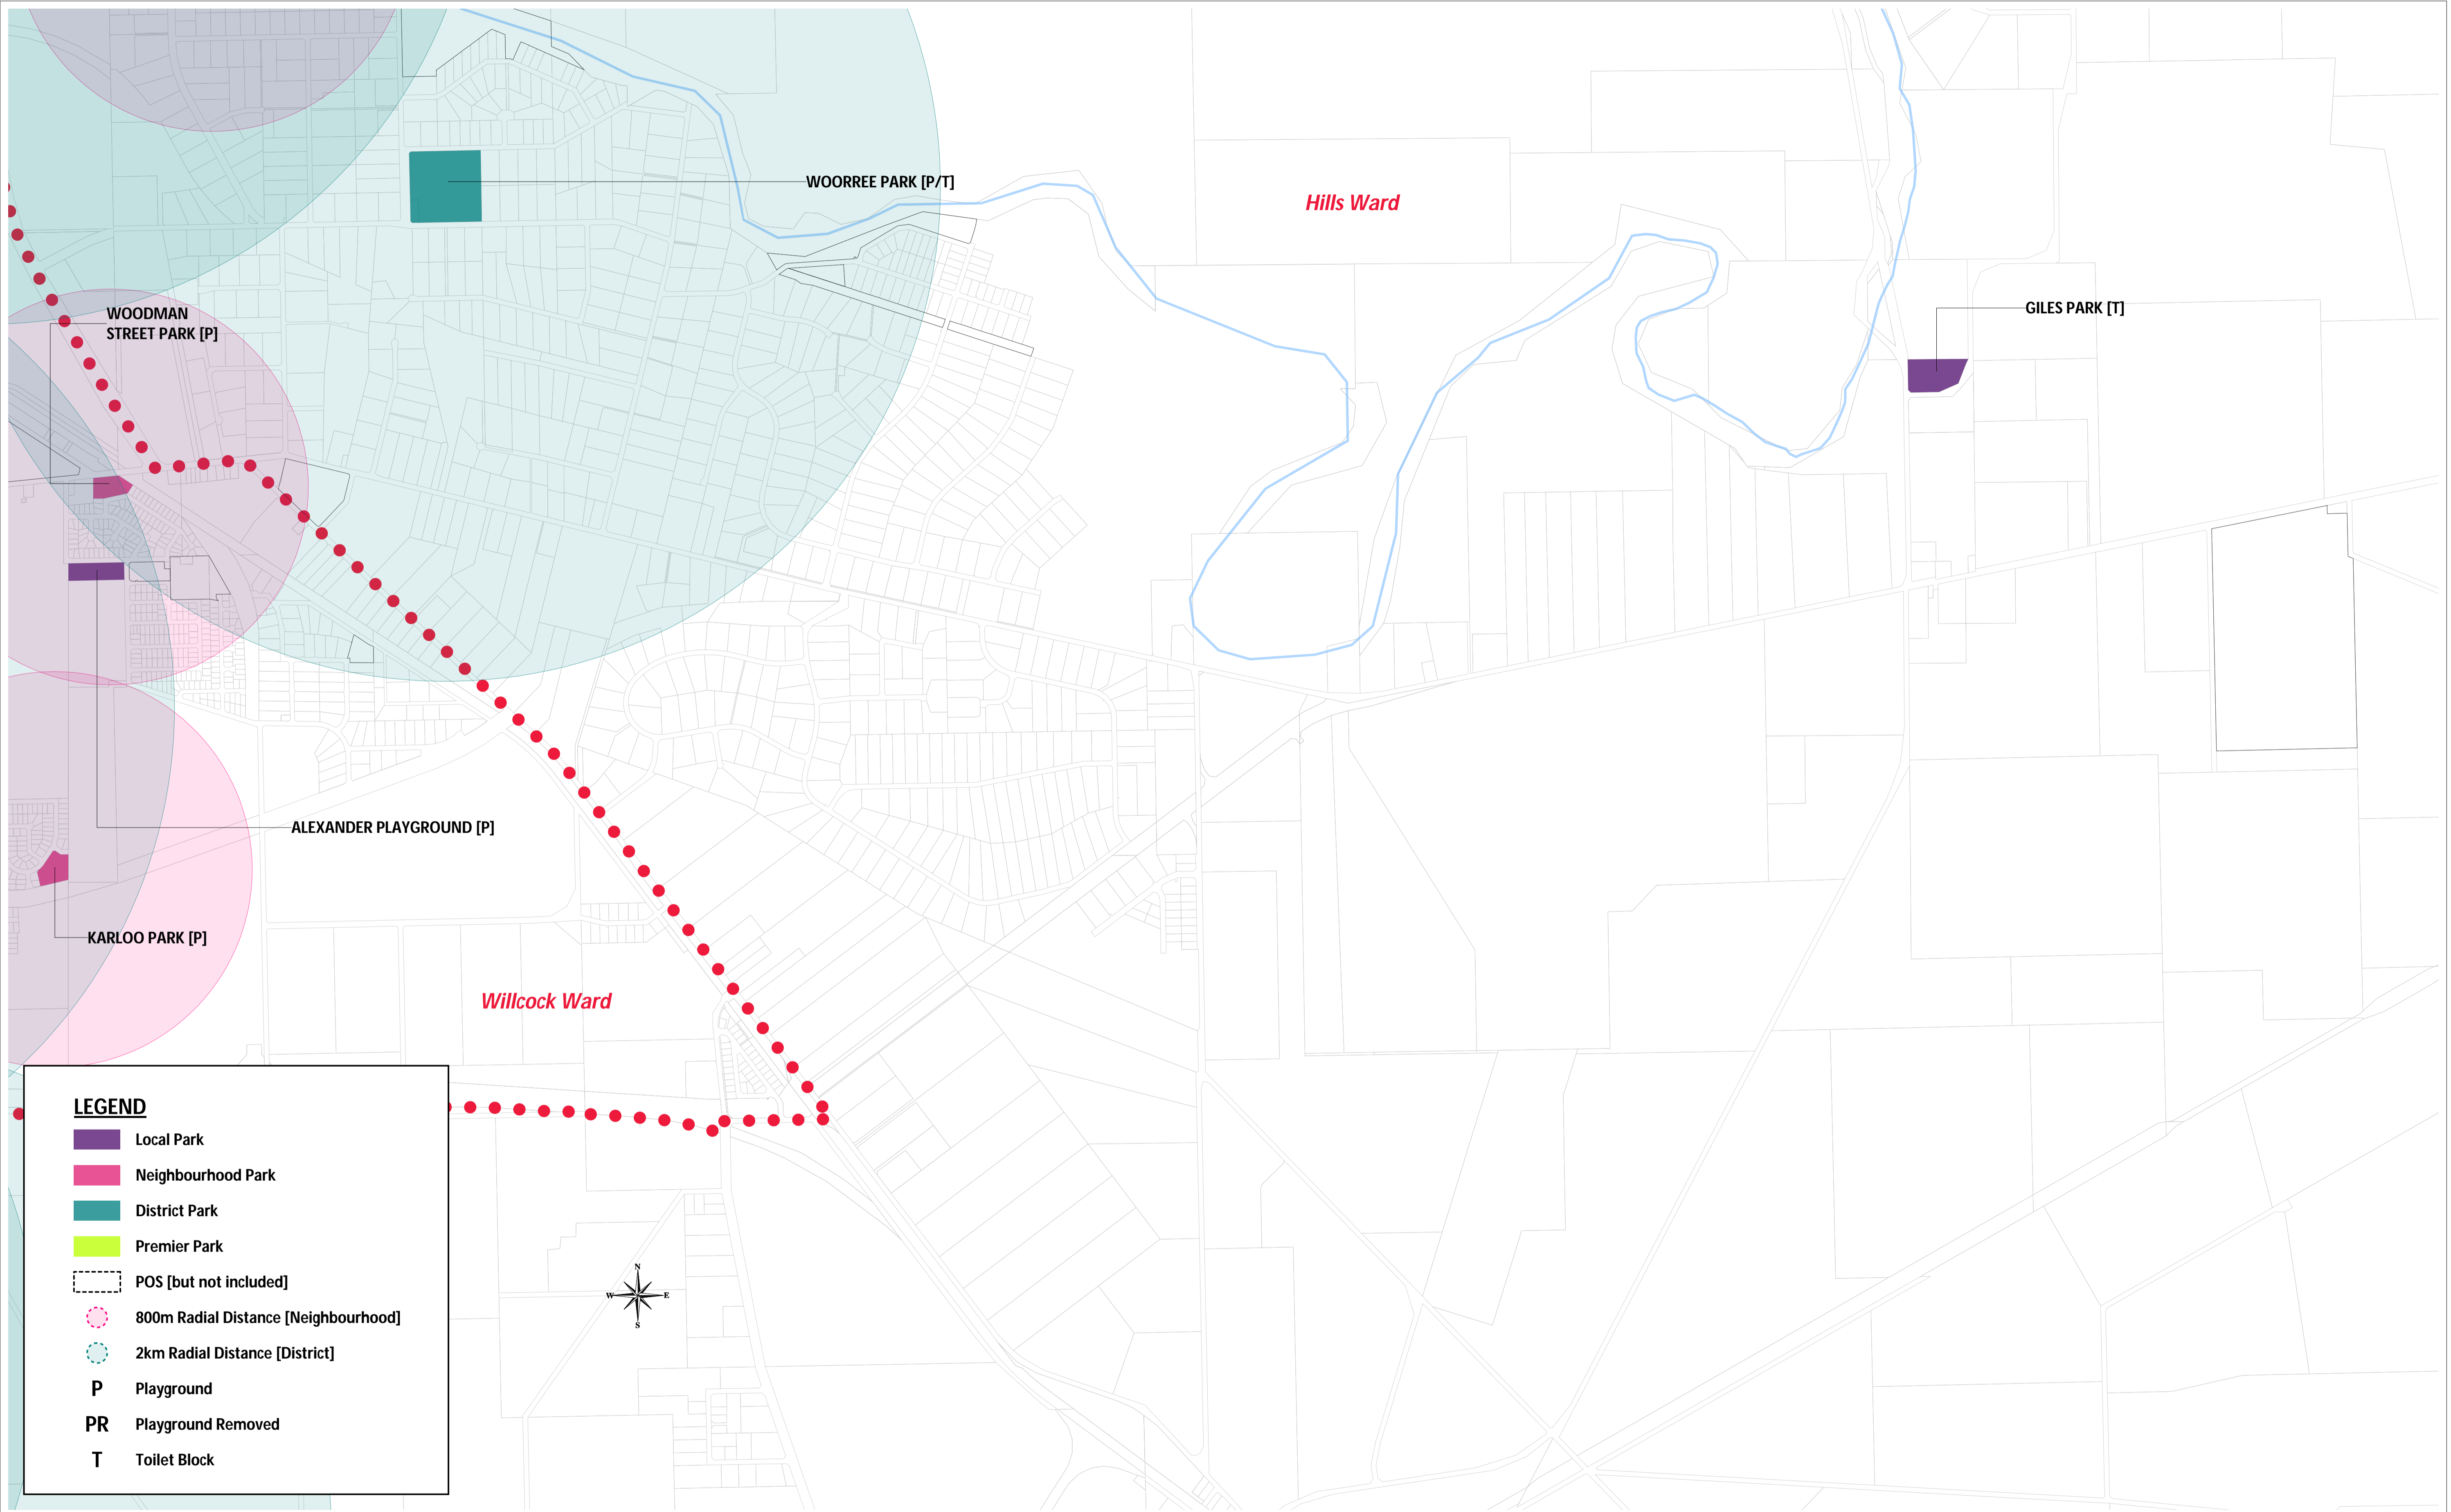 WOORREE PARK [P/T]
Hills Ward
GILES PARK [T]
WOODMAN
STREET PARK [P]
ALEXANDER PLAYGROUND [P]
KARLOO PARK [P]
Willcock Ward
LEGEND
Local Park
Neighbourhood Park
District Park
Premier Park
POS [but not included]
800m Radial Distance [Neighbourhood]
2km Radial Distance [District]
P Playground
PR Playground Removed
T Toilet Block
N
W E
S